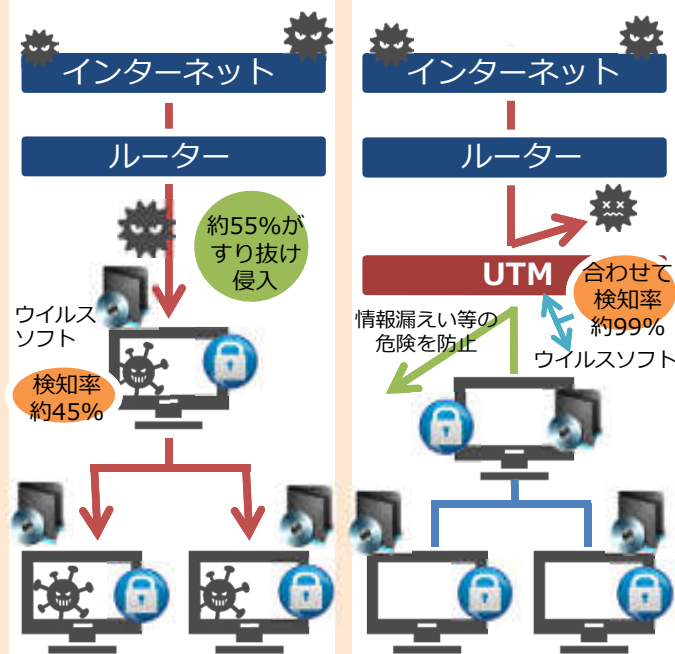 インターネット
ルーター
約55%が
すり抜け
侵入
ウイルス
ソフト
検知率
約45%
インターネット
ルーター
UTM
合わせて
検知率
約99%
情報漏えい等の
危険を防止
ウイルスソフト